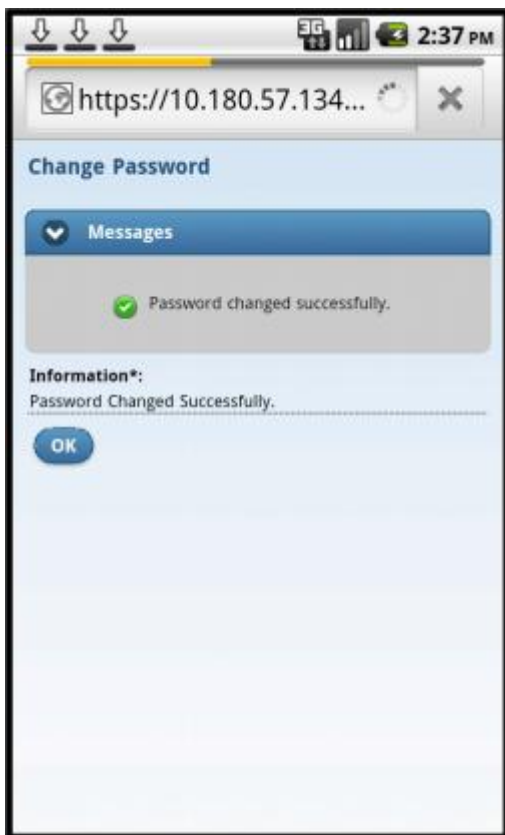 3G 2:37 PM
https://10.180.57.134...
Change Password
Messages
Password changed successfully.
Information*:
Password Changed Successfully.
OK